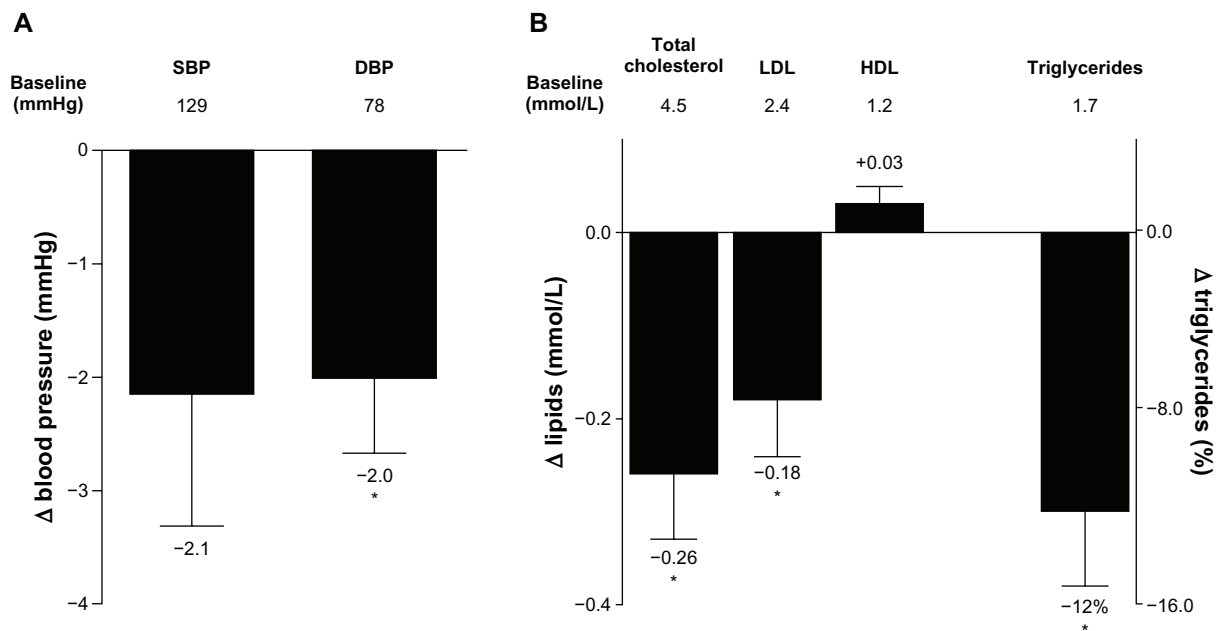 A
SBP DBP
Baseline
(mmHg) 129 78
0
−1
−2
−3
−4
Δ blood pressure (mmHg)
−2.1
−2.0
*
B
Total
cholesterol LDL HDL Triglycerides
Baseline
(mmol/L) 4.5 2.4 1.2 1.7
0.0
−0.2
−0.4
Δ lipids (mmol/L)
+0.03
−0.18
*
−0.26
*
−12%
*
0.0
−8.0
−16.0
Δ triglycerides (%)